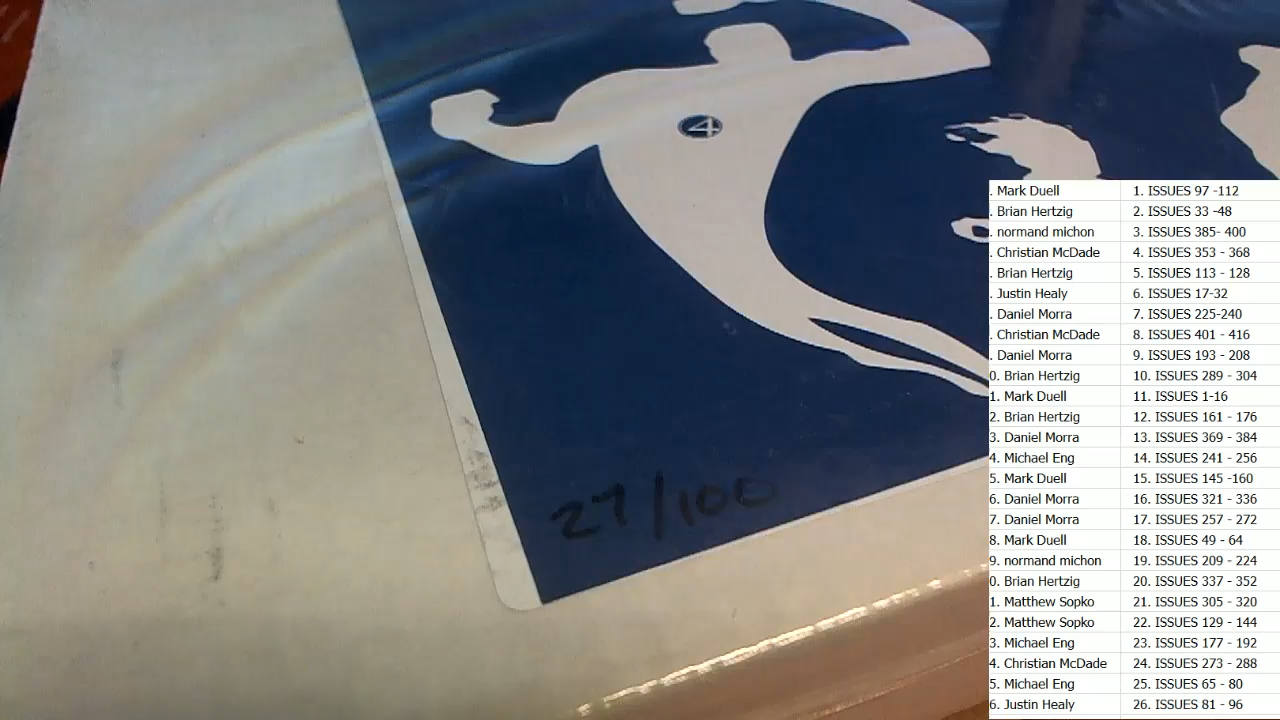 4
27/100
. Mark Duell 1. ISSUES 97 -112
. Brian Hertzig 2. ISSUES 33 -48
. normand michon 3. ISSUES 385- 400
. Christian McDade 4. ISSUES 353 - 368
. Brian Hertzig 5. ISSUES 113 - 128
. Justin Healy 6. ISSUES 17-32
. Daniel Morra 7. ISSUES 225-240
. Christian McDade 8. ISSUES 401 - 416
. Daniel Morra 9. ISSUES 193 - 208
0. Brian Hertzig 10. ISSUES 289 - 304
1. Mark Duell 11. ISSUES 1-16
2. Brian Hertzig 12. ISSUES 161 - 176
3. Daniel Morra 13. ISSUES 369 - 384
4. Michael Eng 14. ISSUES 241 - 256
5. Mark Duell 15. ISSUES 145 -160
6. Daniel Morra 16. ISSUES 321 - 336
7. Daniel Morra 17. ISSUES 257 - 272
8. Mark Duell 18. ISSUES 49 - 64
9. normand michon 19. ISSUES 209 - 224
0. Brian Hertzig 20. ISSUES 337 - 352
1. Matthew Sopko 21. ISSUES 305 - 320
2. Matthew Sopko 22. ISSUES 129 - 144
3. Michael Eng 23. ISSUES 177 - 192
4. Christian McDade 24. ISSUES 273 - 288
5. Michael Eng 25. ISSUES 65 - 80
6. Justin Healy 26. ISSUES 81 - 96